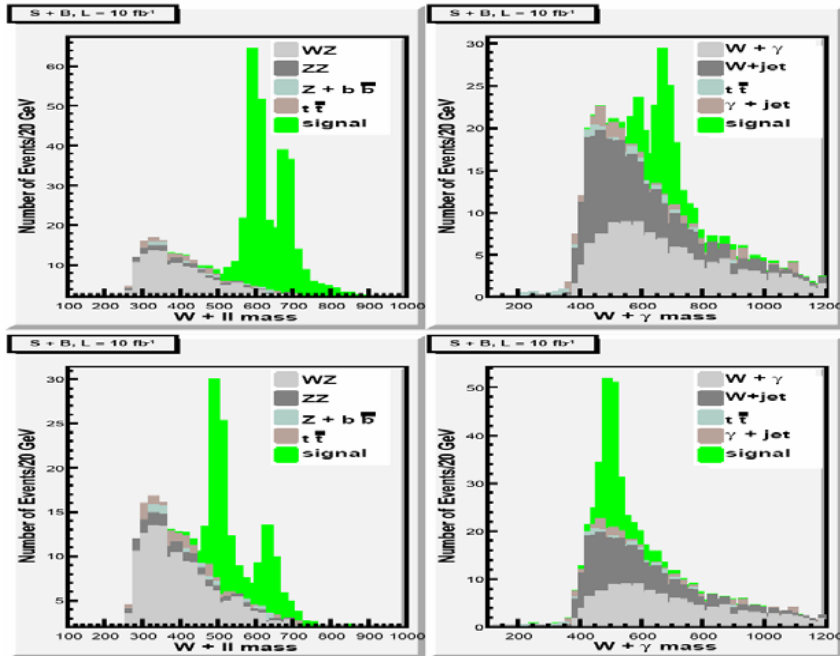 S + B, L = 10 fb⁻¹
Number of Events/20 GeV
60
50
40
30
20
10
WZ
ZZ
Z + b b̅
t t̅
signal
100 200 300 400 500 600 700 800 900 1000
W + ll mass
S + B, L = 10 fb⁻¹
Number of Events/20 GeV
30
25
20
15
10
5
0
W + γ
W+jet
t t̅
γ + jet
signal
200 400 600 800 1000 1200
W + γ mass
S + B, L = 10 fb⁻¹
Number of Events/20 GeV
30
25
20
15
10
5
WZ
ZZ
Z + b b̅
t t̅
signal
100 200 300 400 500 600 700 800 900 1000
W + ll mass
S + B, L = 10 fb⁻¹
Number of Events/20 GeV
50
40
30
20
10
0
W + γ
W+jet
t t̅
γ + jet
signal
200 400 600 800 1000 1200
W + γ mass